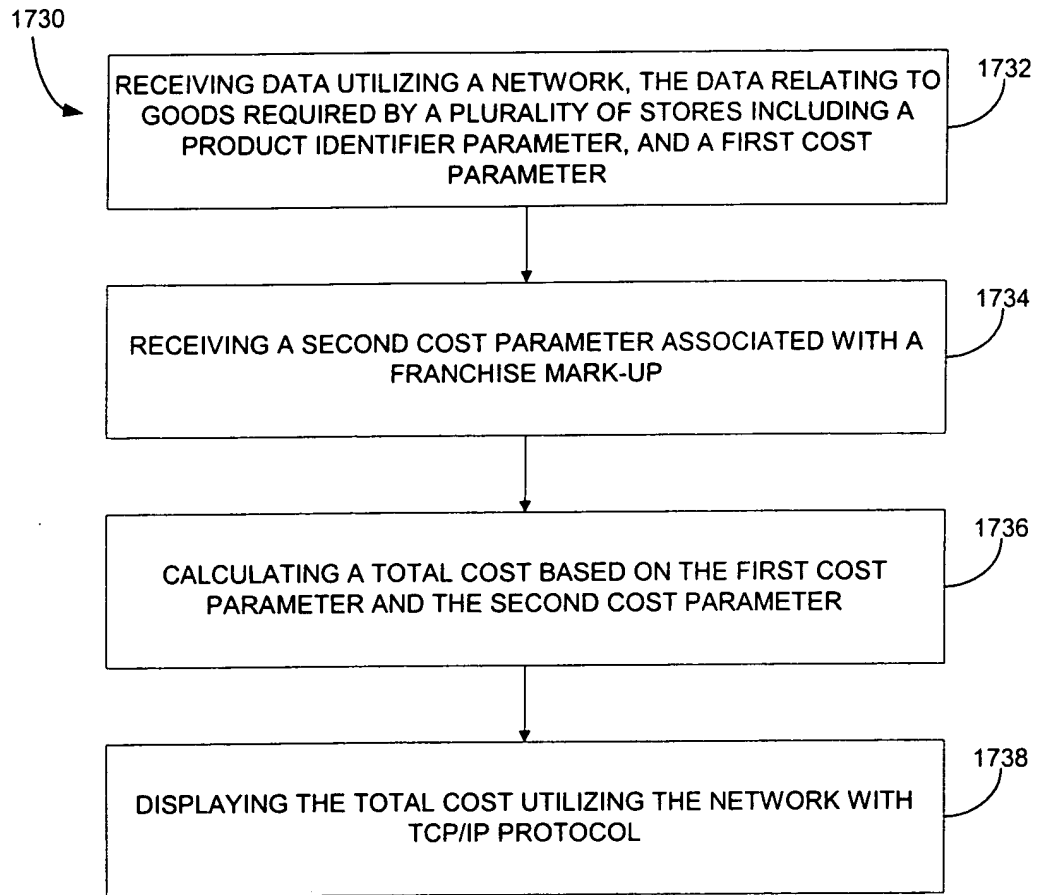 1730
RECEIVING DATA UTILIZING A NETWORK, THE DATA RELATING TO
GOODS REQUIRED BY A PLURALITY OF STORES INCLUDING A
PRODUCT IDENTIFIER PARAMETER, AND A FIRST COST
PARAMETER
1732
RECEIVING A SECOND COST PARAMETER ASSOCIATED WITH A
FRANCHISE MARK-UP
1734
CALCULATING A TOTAL COST BASED ON THE FIRST COST
PARAMETER AND THE SECOND COST PARAMETER
1736
DISPLAYING THE TOTAL COST UTILIZING THE NETWORK WITH
TCP/IP PROTOCOL
1738